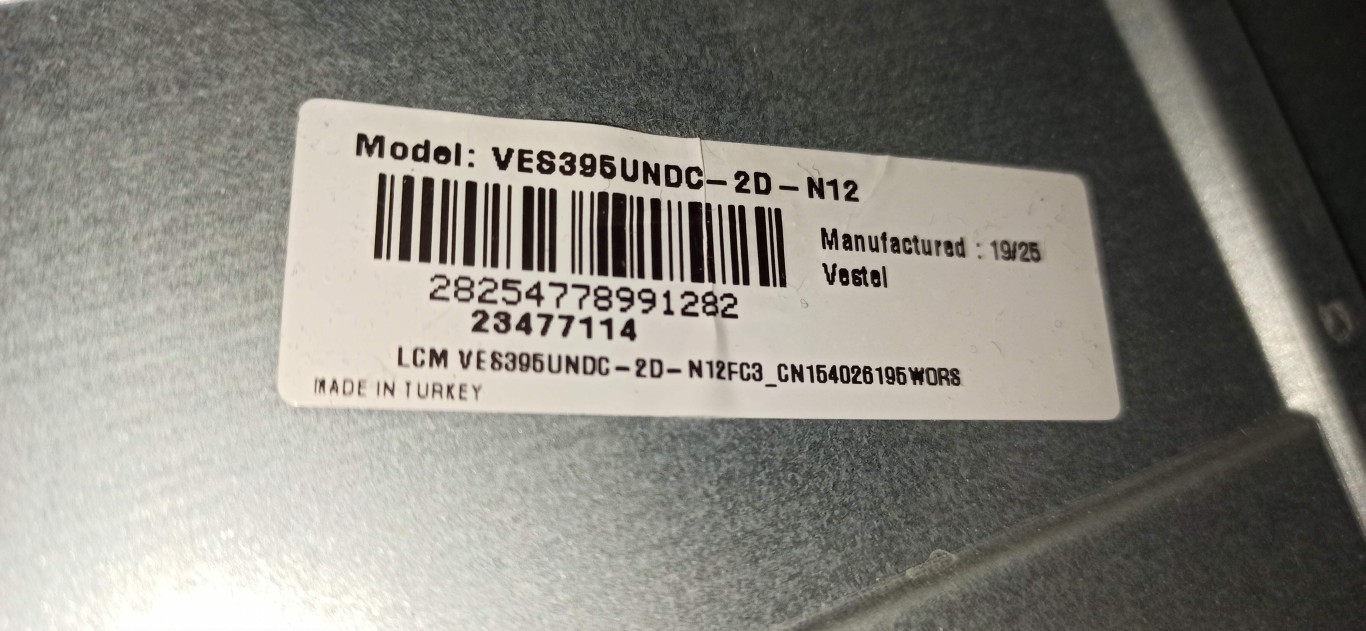 Model: VES395UNDC-2D-N12
Manufactured : 19/25
Vestel
28254778991282
23477114
LCM VES395UNDC-2D-N12FC3_CN154026195WORS
MADE IN TURKEY